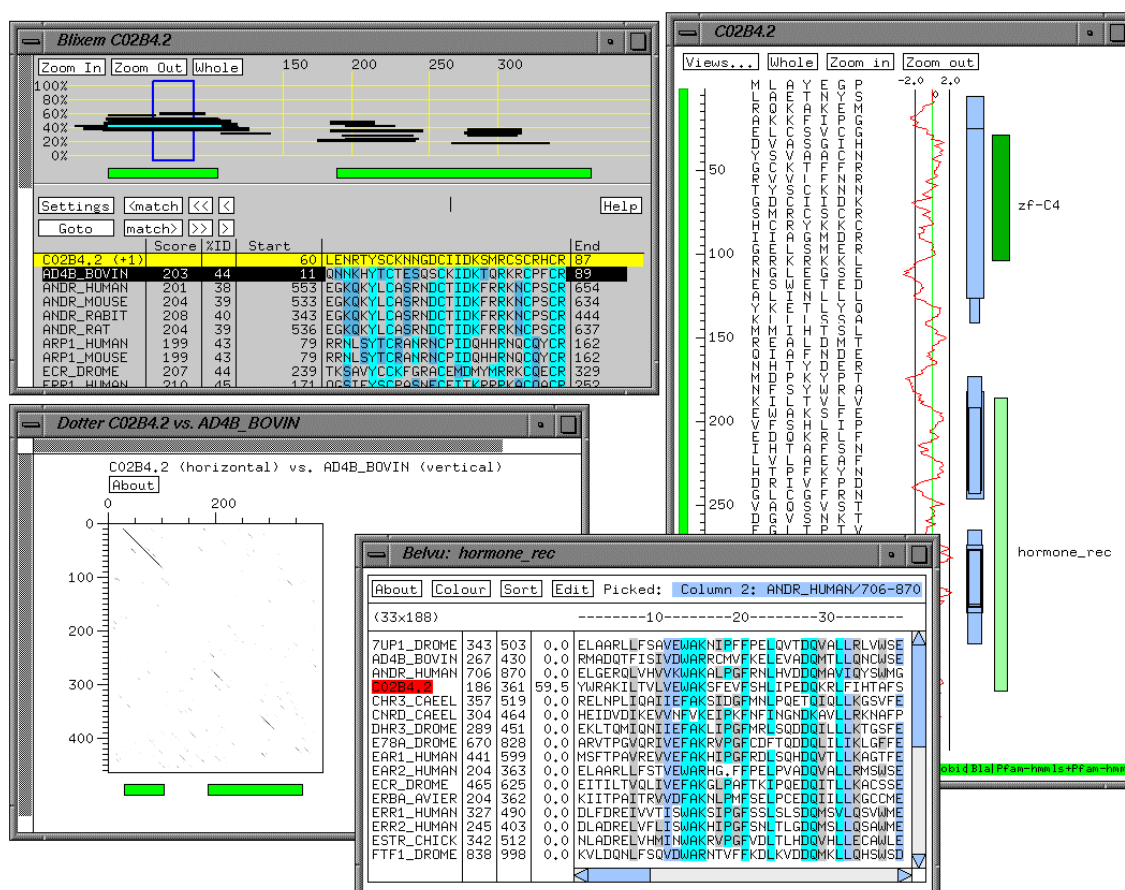 Blixem C02B4.2
Zoom In Zoom Out Whole 150 200 250 300
100%
80%
60%
40%
20%
0%
Settings <match << < Help
Goto match> >> >
Score %ID Start End
C02B4.2 (+1) 60 LENRTYSCKNNGDCIIDKSMRCSCRHCR 87
AD4B_BOVIN 203 44 11 QNNKHYTCTESQSCKIDKTQRKRCPFCR 89
ANDR_HUMAN 201 38 553 EGKQKYLCASRNDCTIDKFRRKNCPSCR 654
ANDR_MOUSE 204 39 533 EGKQKYLCASRNDCTIDKFRRKNCPSCR 634
ANDR_RABIT 208 40 343 EGKQKYLCASRNDCTIDKFRRKNCPSCR 444
ANDR_RAT 204 39 536 EGKQKYLCASRNDCTIDKFRRKNCPSCR 637
ARP1_HUMAN 199 43 79 RRNLSYTCRANRNCPIDQHHRNQCQYCR 162
ARP1_MOUSE 199 43 79 RRNLSYTCRANRNCPIDQHHRNQCQYCR 162
ECR_DROME 207 44 239 TKSAVYCCKFGRACEMDMYMRRKCQECR 329
ERR1_HUMAN 210 45 171 252
C02B4.2
Views... Whole Zoom in Zoom out
-2.0 2.0
0
M L A Y E G P
L A E T N Y S
R Q K A K K E M
A K K F I P G
E L C S V C G
D V A S G I H
Y S V A A C N
50
G C K T F F R
R V V I F N R
T Y S C K N N
G D C I I D K
S M R C S C R
H C R Y K K C
I I A G M D R
G E L S M E R
100
N G L E G S E
E S W E T E D
A L I N L L L
Y K E T L Y Q
M M I H T S L
R E A L D M T
150
Q I A F N D E
N H T Y D E R
M D P K Y P T
N F S Y W R A
K I L T V L V
E W A K S F E
200
V F S H L I P
E D Q K R L F
I H T A F S N
L V L A E A F
H T P F K Y N
D R I V F P D
G L C G F R N
250
V A Q S V S T
D G V S N K T
zf-C4
hormone_rec
Bla|Pfam-hmmls+Pfam-hmm
Dotter C02B4.2 vs. AD4B_BOVIN
C02B4.2 (horizontal) vs. AD4B_BOVIN (vertical)
About
0 200
0
100
200
300
400
Belvu: hormone_rec
About Colour Sort Edit Picked: Column 2: ANDR_HUMAN/706-870
(33x188) --------10--------20--------30--------
7UP1_DROME 343 503 0.0 ELAARLLFSAVEWAKNIPFFPELQVTDQVALLRLVWSE
AD4B_BOVIN 267 430 0.0 RMADQTFISIVDWARRCMVFKELEVADQMTLLQNCWSE
ANDR_HUMAN 706 870 0.0 ELGERQLVHVVKWAKALPGFRNLHVDDQMAVIQYSWMG
C02B4.2 186 361 59.5 YWRAKILTVLVEWAKSFEVFSHLIPEDQKRLFIHTAFS
CHR3_CAEEL 357 519 0.0 RELNPLIQAIIEFAKSIDGFMNLPQETQIQLLKGSVFE
CNRD_CAEEL 304 464 0.0 HEIDVDIKEVVNFVKEIPKFNFINGNDKAVLLRKNAFP
DHR3_DROME 289 451 0.0 EKLTQMIQNIIEFAKLIPGFMRLSQDDQILLLKTGSFE
E78A_DROME 670 828 0.0 ARVTPGVQRIVEFAKRVPGFCDFTQDDQLILIKLGFFE
EAR1_HUMAN 441 599 0.0 MSFTPAVREVVEFAKHIPGFRDLSQHDQVTLLKAGTFE
EAR2_HUMAN 204 363 0.0 ELAARLLFSTVEWARHG.FFPELPVADQVALLRMSWSE
ECR_DROME 465 625 0.0 EITILTVQLIVEFAKGLPAFTKIPQEDQITLLKACSSE
ERBA_AVIER 204 362 0.0 KIITPAITRVVDFAKNLPMFSELPCEDQIILLKGCCME
ERR1_HUMAN 327 490 0.0 DLFDREIVVTISWAKSIPGFSSLSLSDQMSVLQSVWME
ERR2_HUMAN 245 403 0.0 DLADRELVFLISWAKHIPGFSNLTLGDQMSLLQSAWME
ESTR_CHICK 342 512 0.0 NLADRELVHMINWAKRVPGFVDLTLHDQVHLLECAWLE
FTF1_DROME 838 998 0.0 KVLDQNLFSQVDWARNTVFFKDLKVDDQMKLLQHSWSD